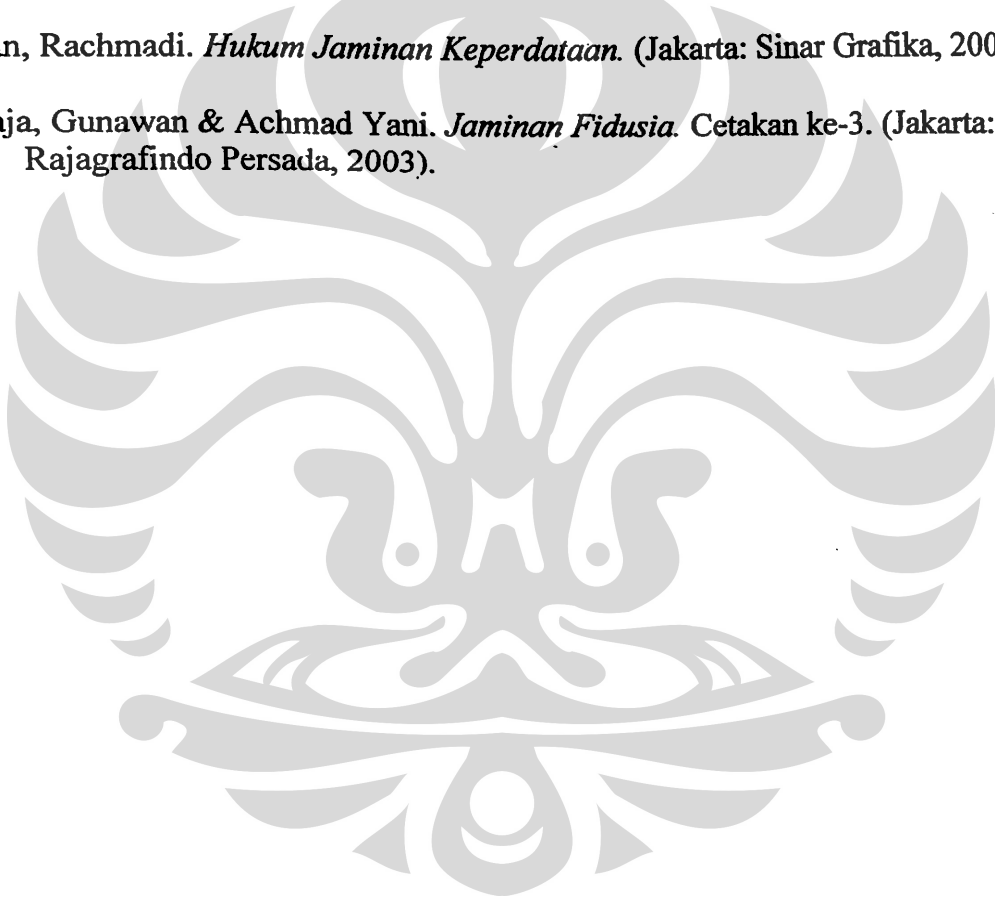 n, Rachmadi. Hukum Jaminan Keperdataan. (Jakarta: Sinar Grafika, 200
ja, Gunawan & Achmad Yani. Jaminan Fidusia. Cetakan ke-3. (Jakarta:
Rajagrafindo Persada, 2003).